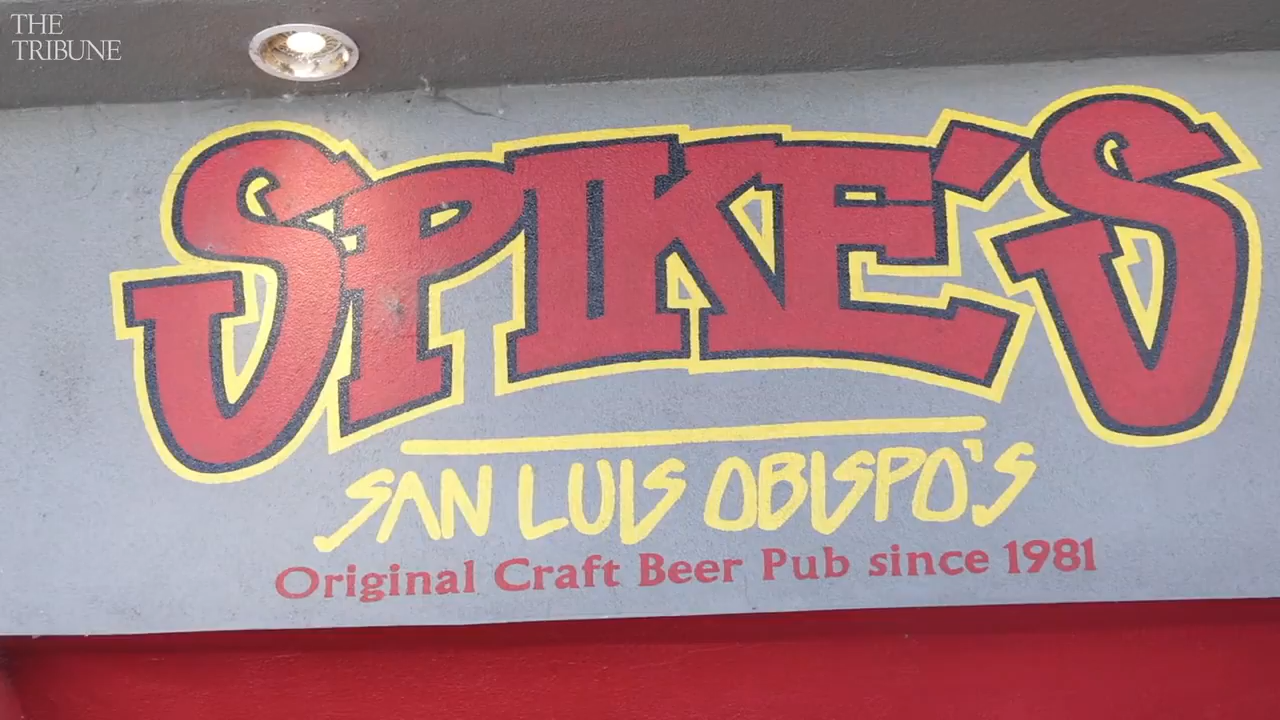 THE
TRIBUNE
SPIKE'S
SAN LUIS OBISPO'S
Original Craft Beer Pub since 1981